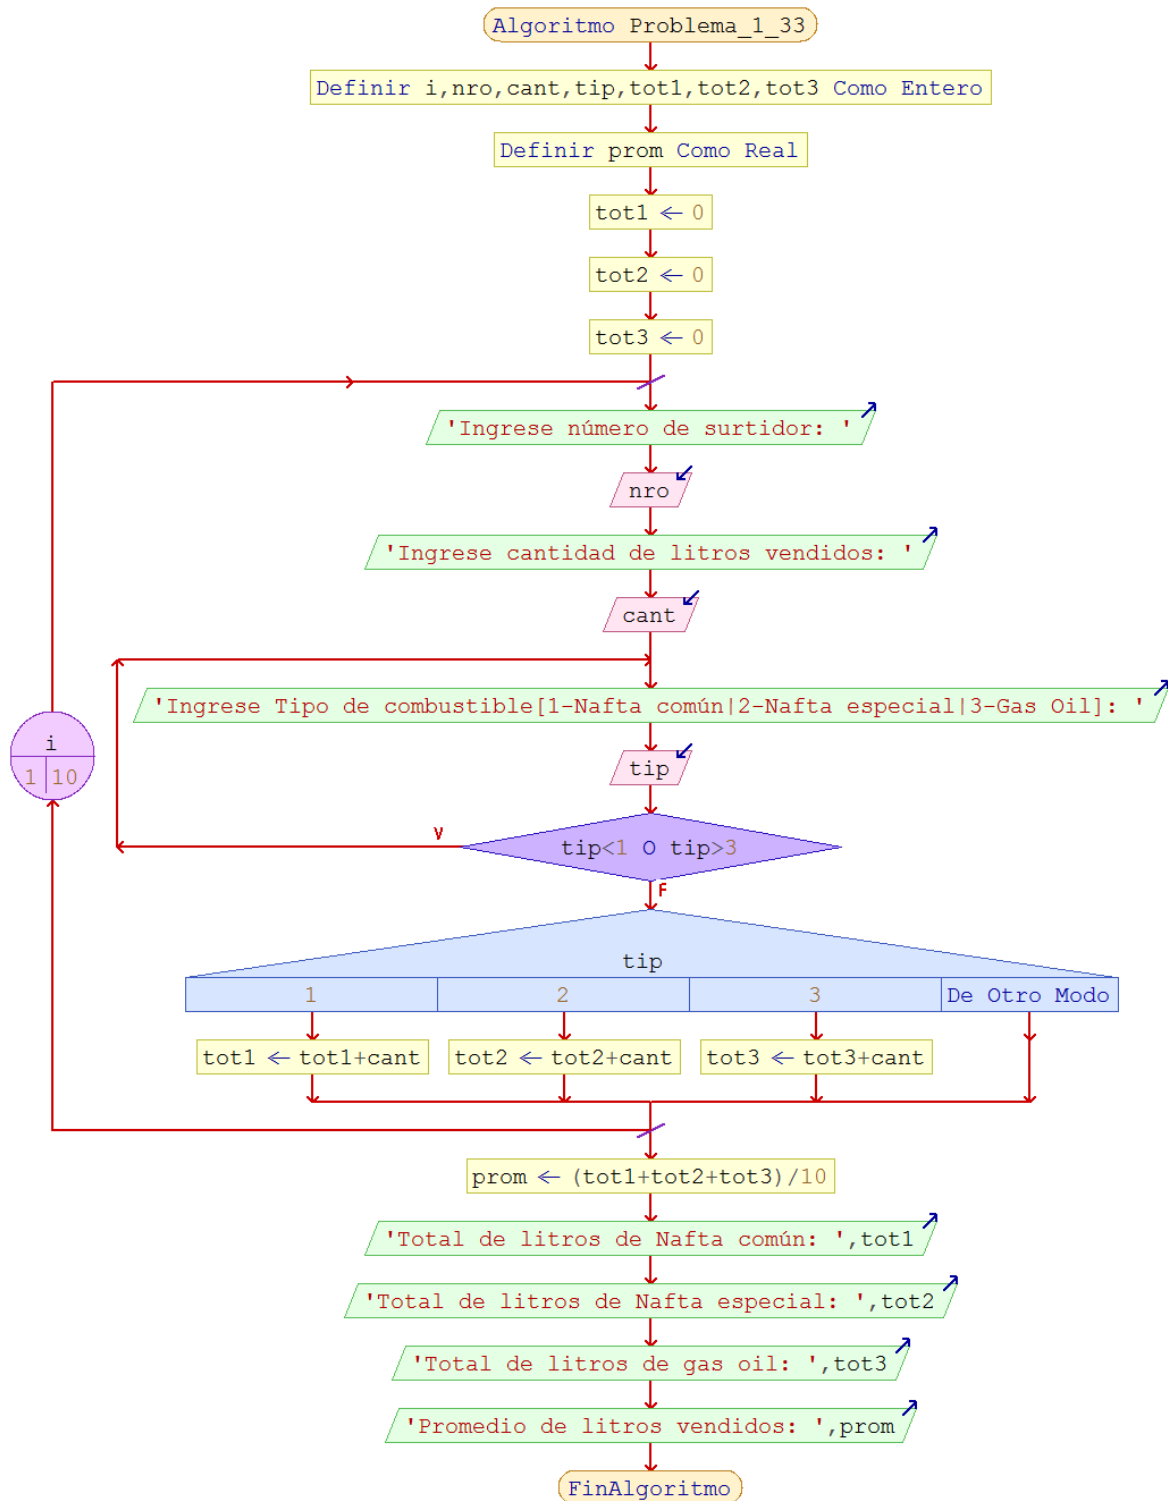 Algoritmo Problema_1_33
Definir i,nro,cant,tip,tot1,tot2,tot3 Como Entero
Definir prom Como Real
tot1 ← 0
tot2 ← 0
tot3 ← 0
'Ingrese número de surtidor: '
nro
'Ingrese cantidad de litros vendidos: '
cant
'Ingrese Tipo de combustible[1-Nafta común|2-Nafta especial|3-Gas Oil]: '
i
1 10
tip
V
tip<1 O tip>3
F
tip
1 2 3 De Otro Modo
tot1 ← tot1+cant tot2 ← tot2+cant tot3 ← tot3+cant
prom ← (tot1+tot2+tot3)/10
'Total de litros de Nafta común: ',tot1
'Total de litros de Nafta especial: ',tot2
'Total de litros de gas oil: ',tot3
'Promedio de litros vendidos: ',prom
FinAlgoritmo